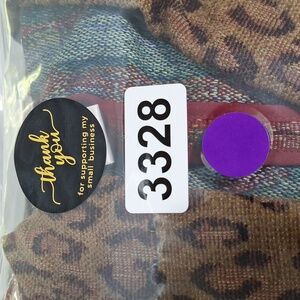 thank
you
for supporting my
small business
3328